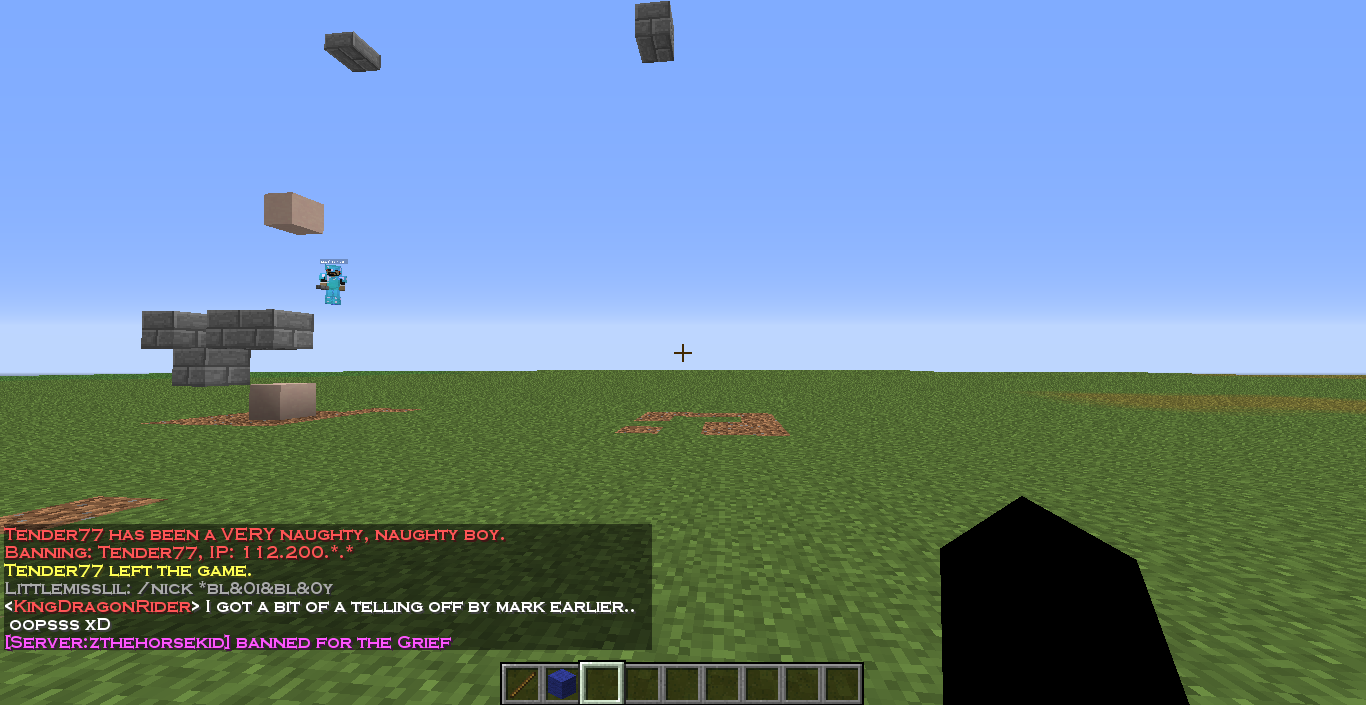 Tender77 has been a VERY naughty, naughty boy.
Banning: Tender77, IP: 112.200.*.*
Tender77 left the game.
Littlemisslil: /nick *bl&0i&bl&0y
<KingDragonRider> I got a bit of a telling off by mark earlier..
oopsss xD
[Server:zthehorsekid] banned for the Grief